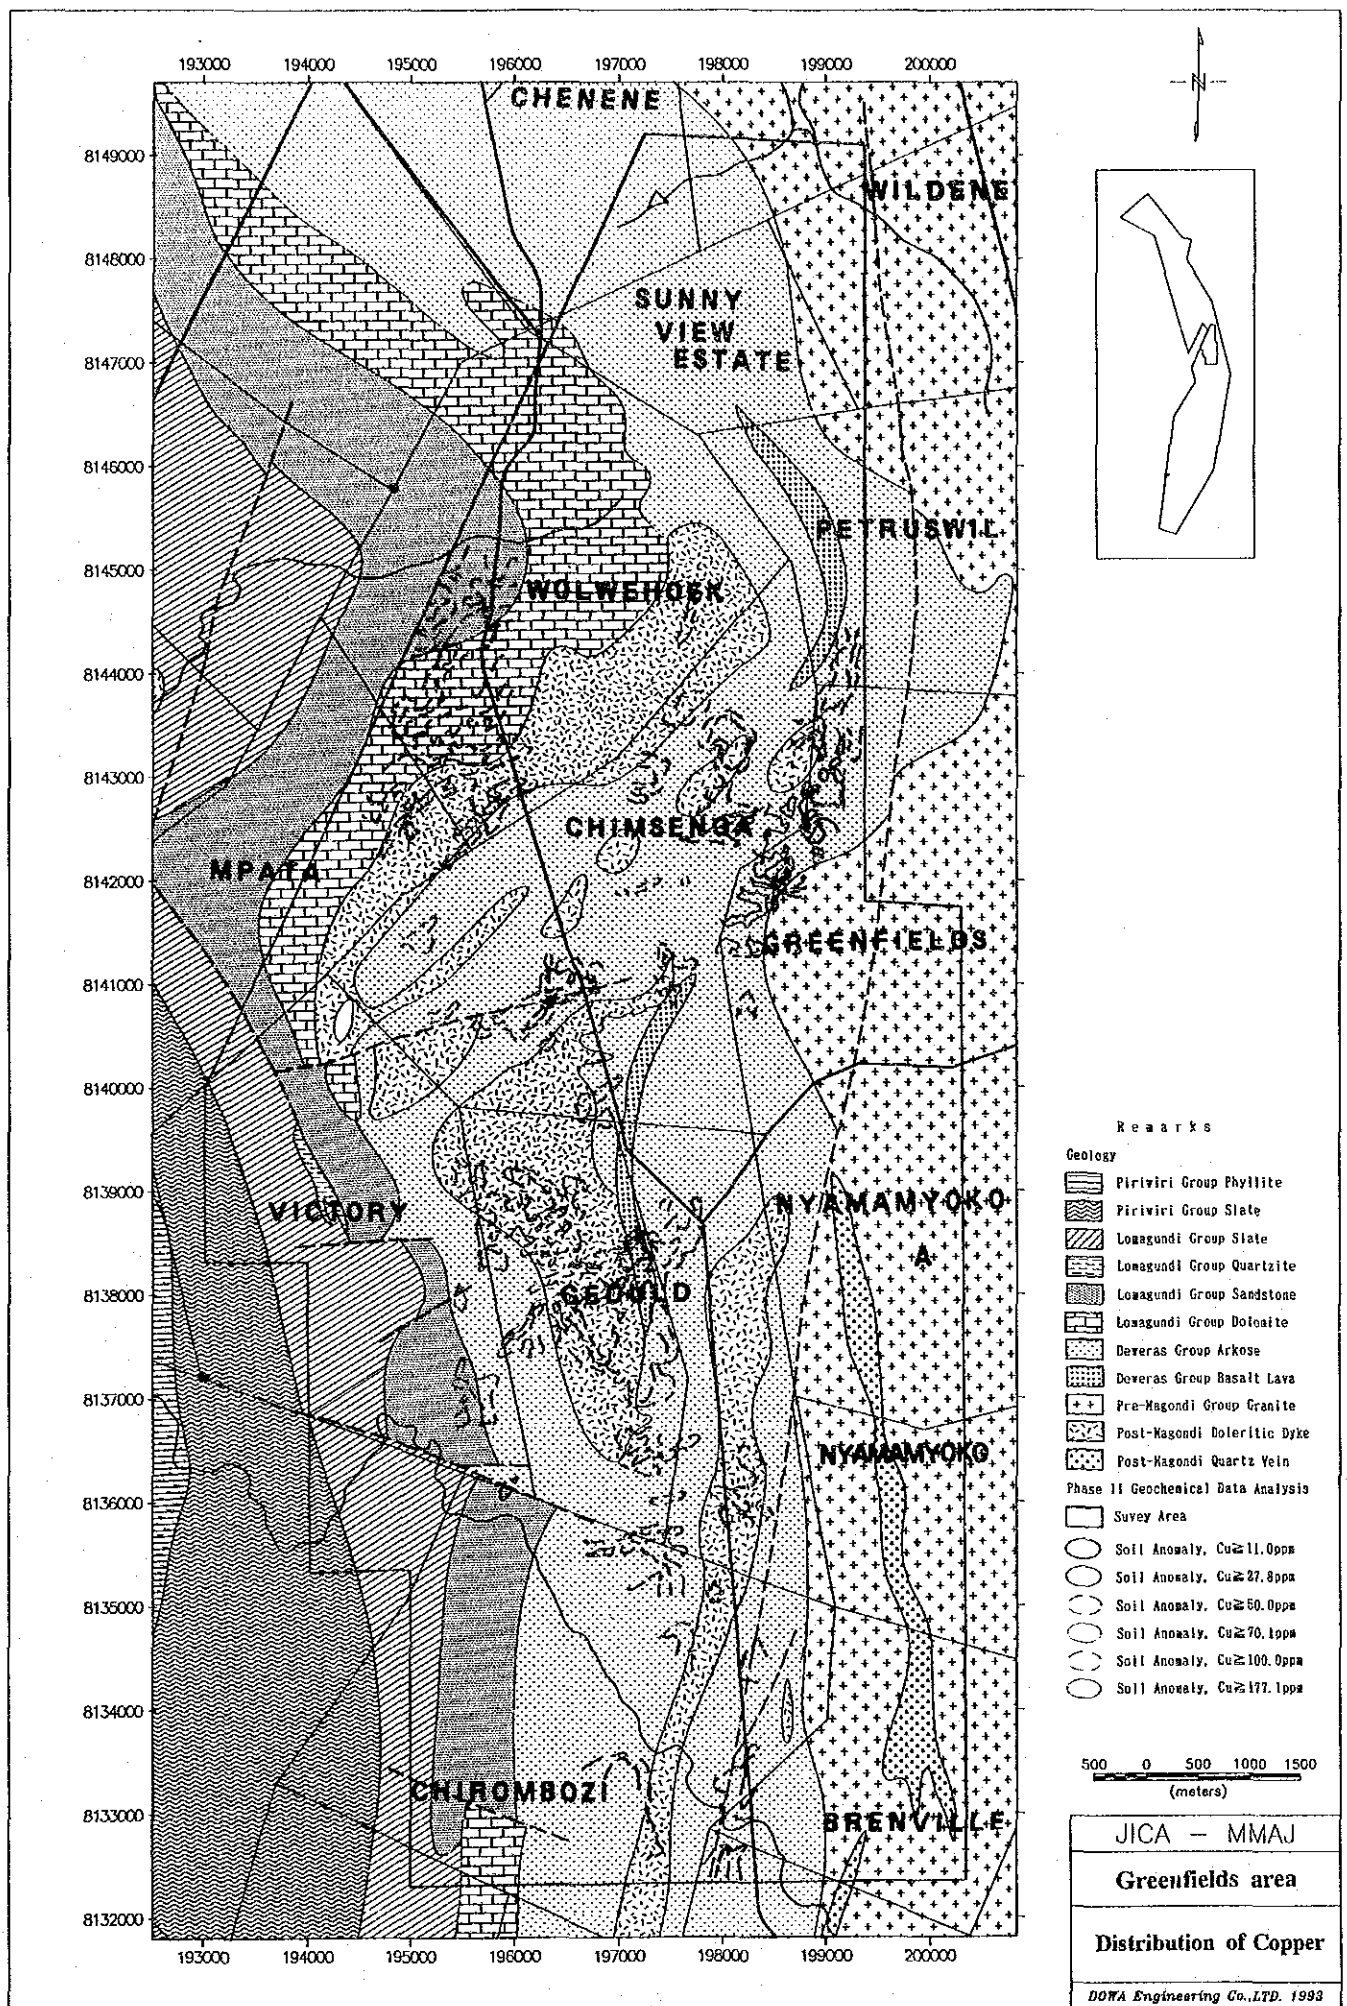 193000 194000 195000 196000 197000 198000 199000 200000
CHENENE
8149000
WILDENE
8148000
SUNNY
VIEW
ESTATE
8147000
8146000
PETRUSWIL
8145000
WOLWEHOEK
8144000
8143000
CHIMSENGA
MPATA
8142000
GREENFIELDS
8141000
8140000
8139000
VICTORY
NYAMAMYOKO
A
8138000
GEDULD
8137000
NYAMAMYOKO
8136000
8135000
8134000
CHIROMBOZI
8133000
BRENVILLE
8132000
193000 194000 195000 196000 197000 198000 199000 200000
N
Remarks
Geology
Piriviri Group Phyllite
Piriviri Group Slate
Lomagundi Group Slate
Lomagundi Group Quartzite
Lomagundi Group Sandstone
Lomagundi Group Dolomite
Deweras Group Arkose
Deweras Group Basalt Lava
Pre-Magondi Group Granite
Post-Magondi Doleritic Dyke
Post-Magondi Quartz Vein
Phase II Geochemical Data Analysis
Suvey Area
Soil Anomaly, Cu≧11.0ppm
Soil Anomaly, Cu≧27.8ppm
Soil Anomaly, Cu≧50.0ppm
Soil Anomaly, Cu≧70.1ppm
Soil Anomaly, Cu≧100.0ppm
Soil Anomaly, Cu≧177.1ppm
500 0 500 1000 1500
(meters)
JICA – MMAJ
Greenfields area
Distribution of Copper
DOWA Engineering Co.,LTD. 1993